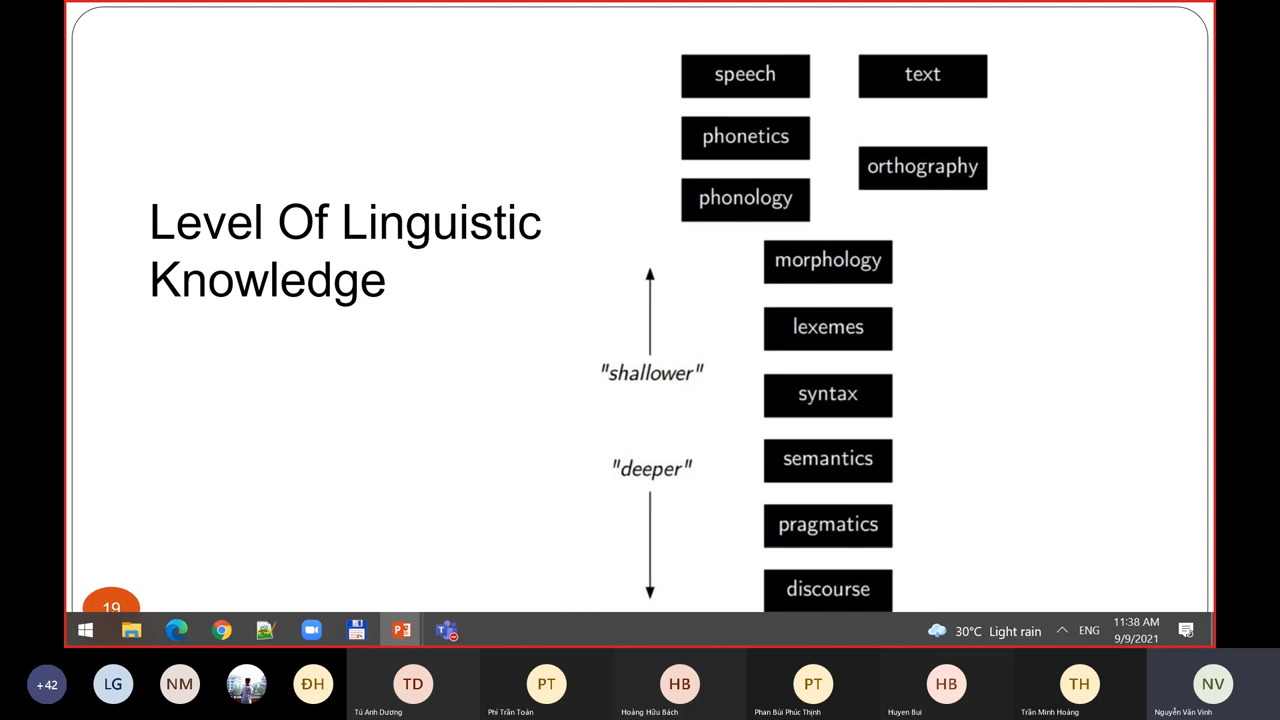 speech
text
phonetics
orthography
phonology
Level Of Linguistic
Knowledge
morphology
lexemes
"shallower"
syntax
"deeper"
semantics
pragmatics
discourse
19
30°C Light rain
ENG
11:38 AM
9/9/2021
+42
LG
NM
ĐH
TD
PT
HB
PT
HB
TH
NV
Tú Anh Dương
Phí Trần Toàn
Hoàng Hữu Bách
Phan Bùi Phúc Thịnh
Huyen Bui
Trần Minh Hoàng
Nguyễn Văn Vinh